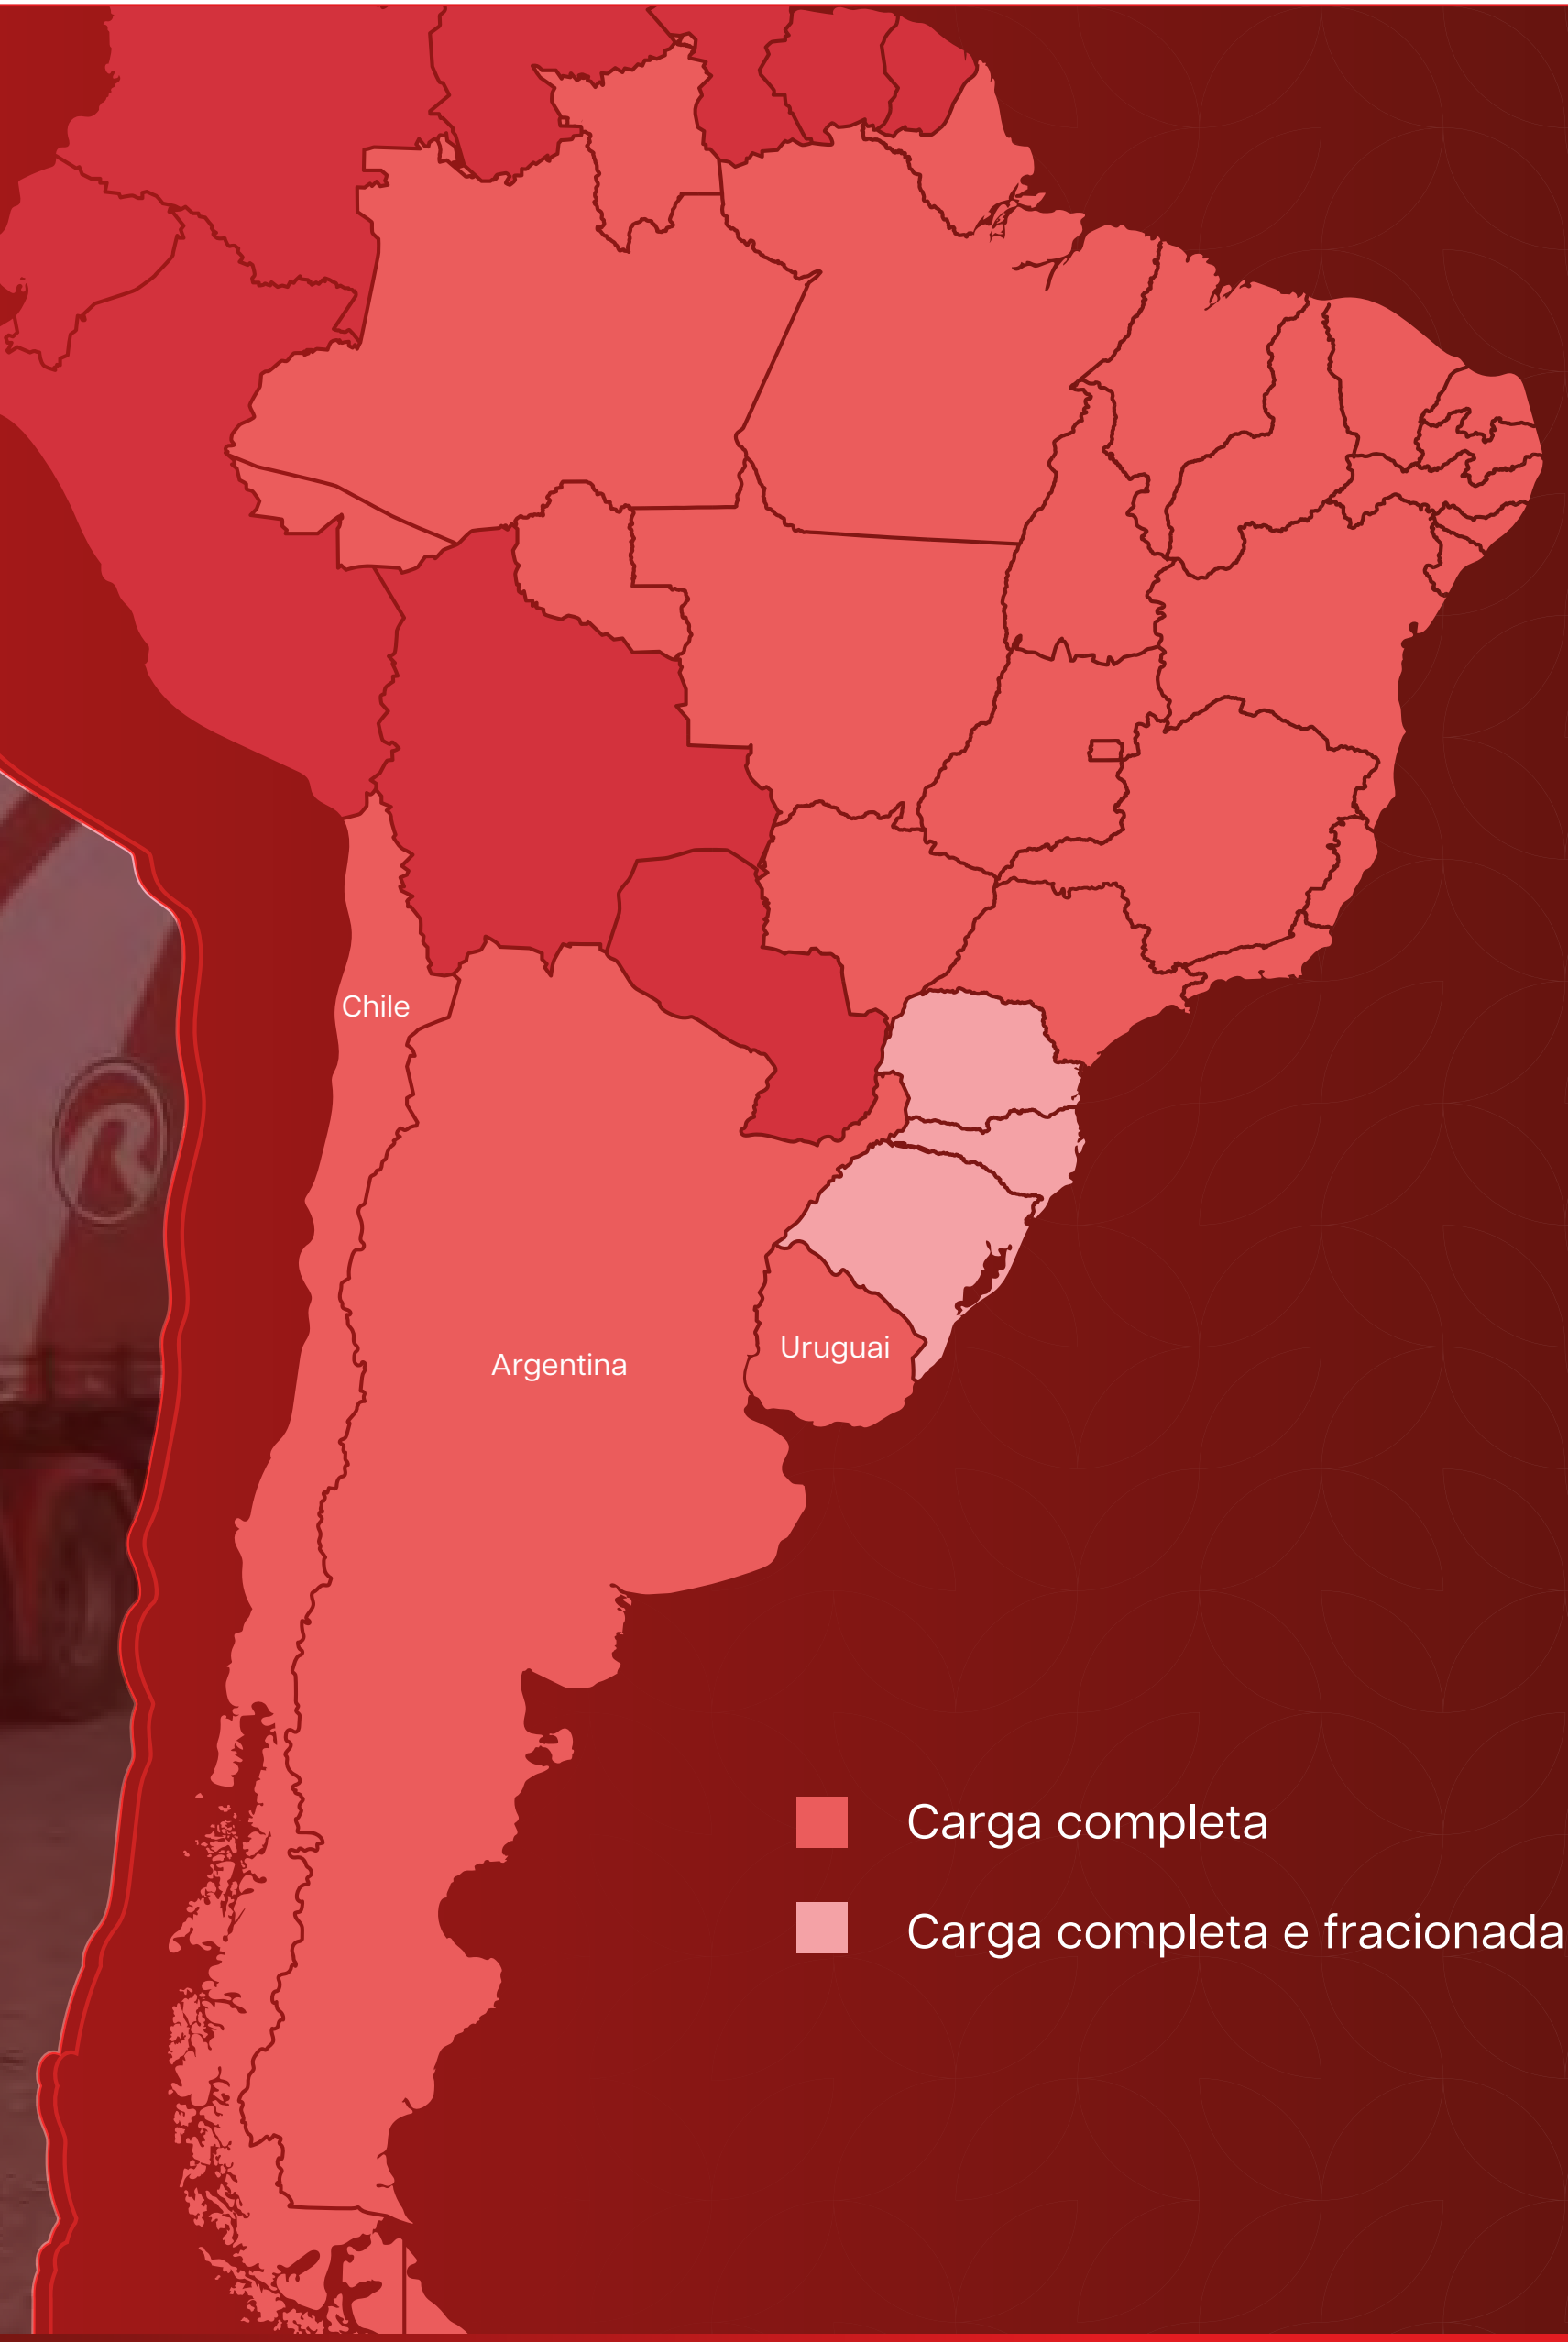 Chile
Uruguai
Argentina
Carga completa
Carga completa e fracionada